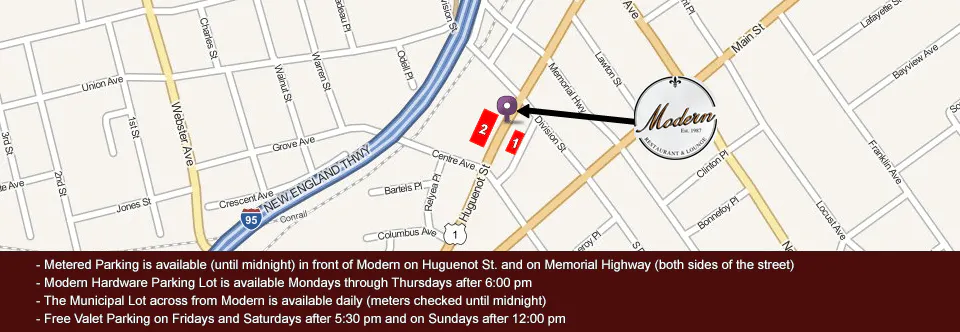 Charles St
Division St
Ave
Main St
Lafayette St
Bayview Ave
Union Ave
Walnut St
Warren St
Odell Pl
Lawton St
Memorial Hwy
Webster Ave
1st St
3rd St
2nd St
Grove Ave
NEW ENGLAND THWY
2
1
Division St
Modern
Est. 1987
RESTAURANT & LOUNGE
Centre Ave
Clinton Pl
Franklin Ave
Jones St
Crescent Ave
Bartels Pl
Relyea Pl
Huguenot St
Bonnefoy Pl
Locust Ave
95
Conrail
Columbus Ave
1
- Metered Parking is available (until midnight) in front of Modern on Huguenot St. and on Memorial Highway (both sides of the street)
- Modern Hardware Parking Lot is available Mondays through Thursdays after 6:00 pm
- The Municipal Lot across from Modern is available daily (meters checked until midnight)
- Free Valet Parking on Fridays and Saturdays after 5:30 pm and on Sundays after 12:00 pm